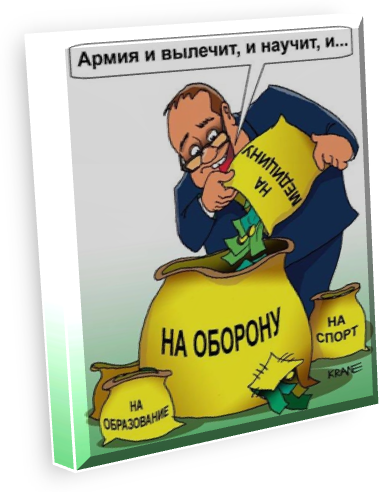 Армия и вылечит, и научит, и...
НА
МЕДИЦИНУ
НА ОБОРОНУ
НА
СПОРТ
НА
ОБРАЗОВАНИЕ
KRANE